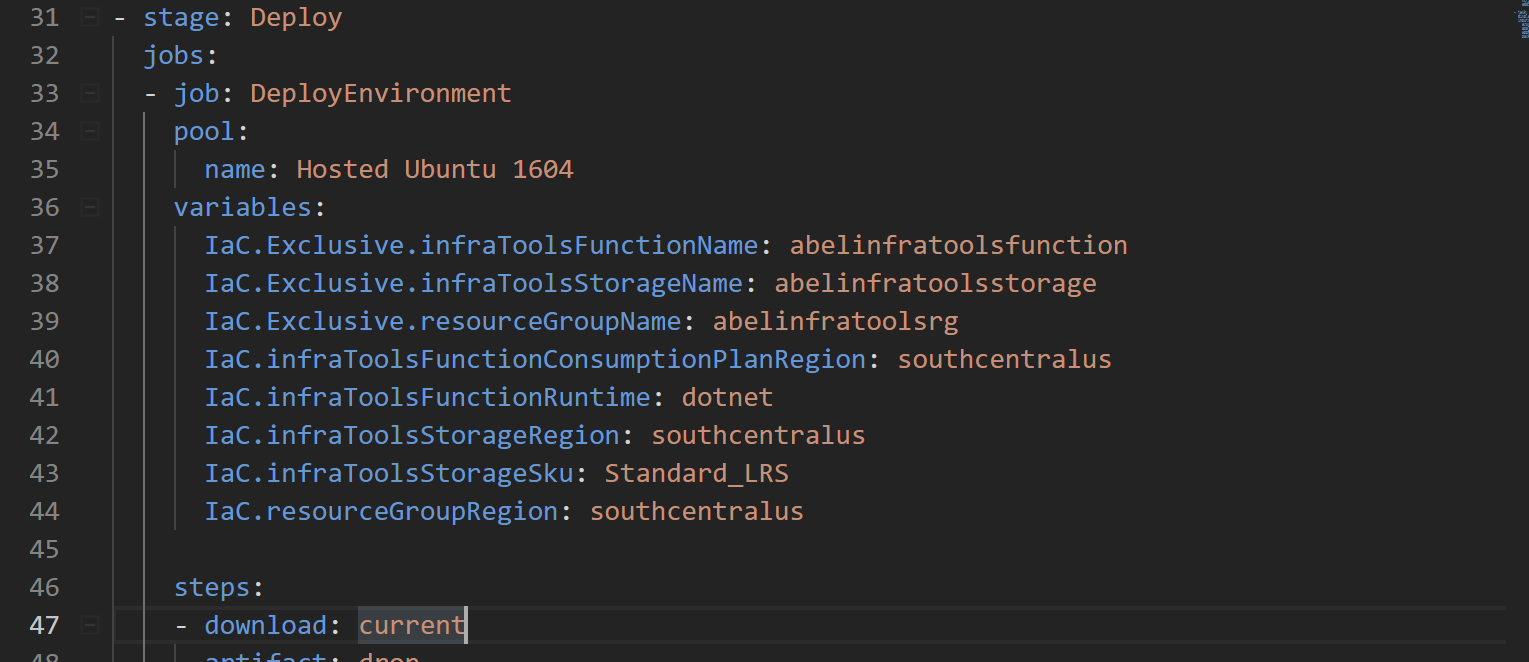 31 - stage: Deploy
32 jobs:
33 - job: DeployEnvironment
34 pool:
35 name: Hosted Ubuntu 1604
36 variables:
37 IaC.Exclusive.infraToolsFunctionName: abelinfratoolsfunction
38 IaC.Exclusive.infraToolsStorageName: abelinfratoolsstorage
39 IaC.Exclusive.resourceGroupName: abelinfratoolsrg
40 IaC.infraToolsFunctionConsumptionPlanRegion: southcentralus
41 IaC.infraToolsFunctionRuntime: dotnet
42 IaC.infraToolsStorageRegion: southcentralus
43 IaC.infraToolsStorageSku: Standard_LRS
44 IaC.resourceGroupRegion: southcentralus
45
46 steps:
47 - download: current
48 artifact: drop